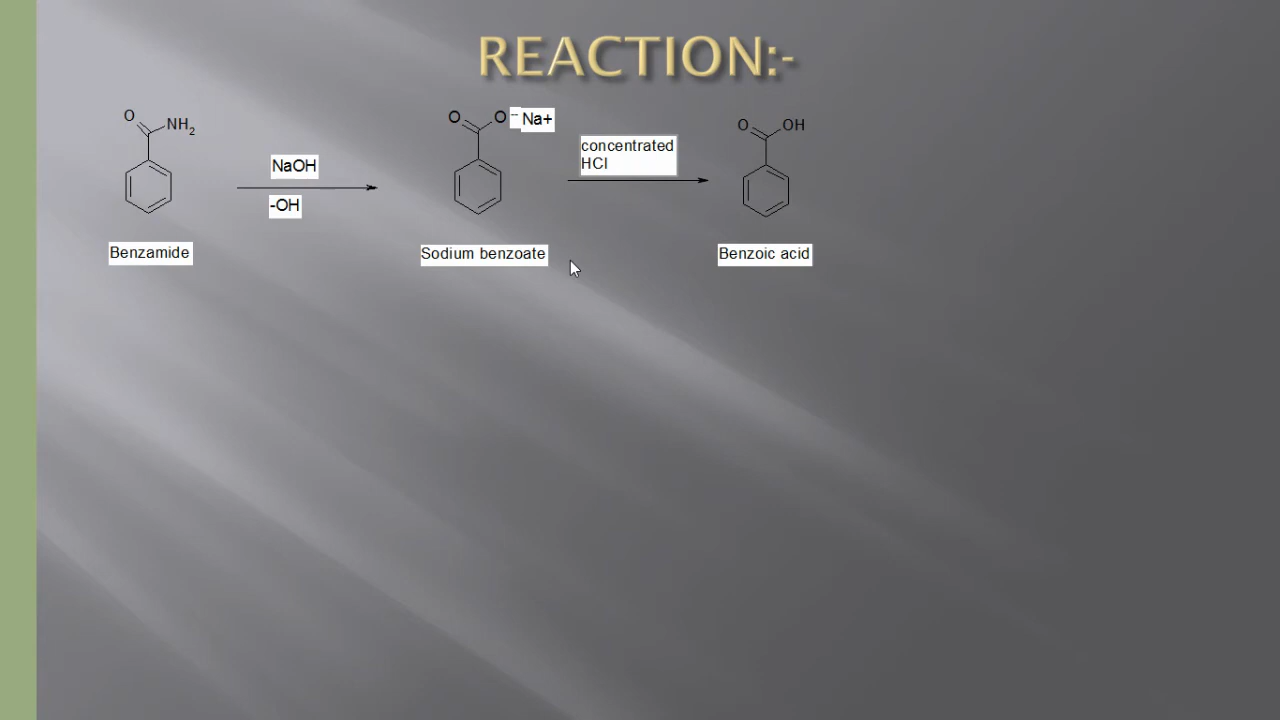 REACTION:-
O NH2
O O - Na+
O OH
NaOH
-OH
concentrated
HCl
Benzamide
Sodium benzoate
Benzoic acid